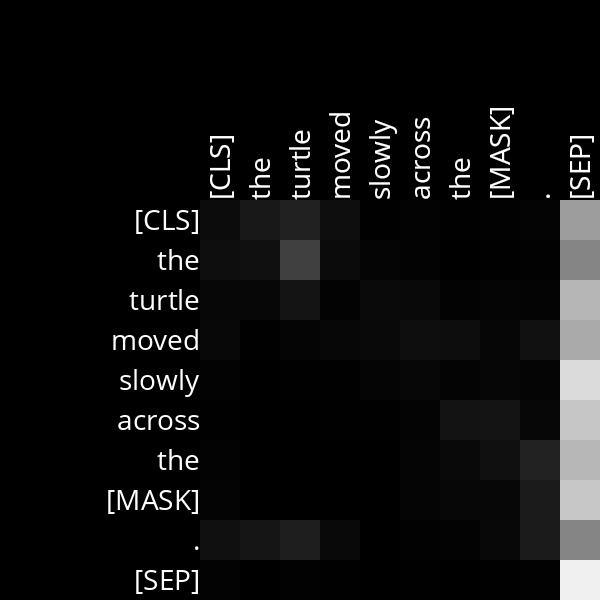 [CLS] the turtle moved slowly across the [MASK] . [SEP]
[CLS]
the
turtle
moved
slowly
across
the
[MASK]
.
[SEP]